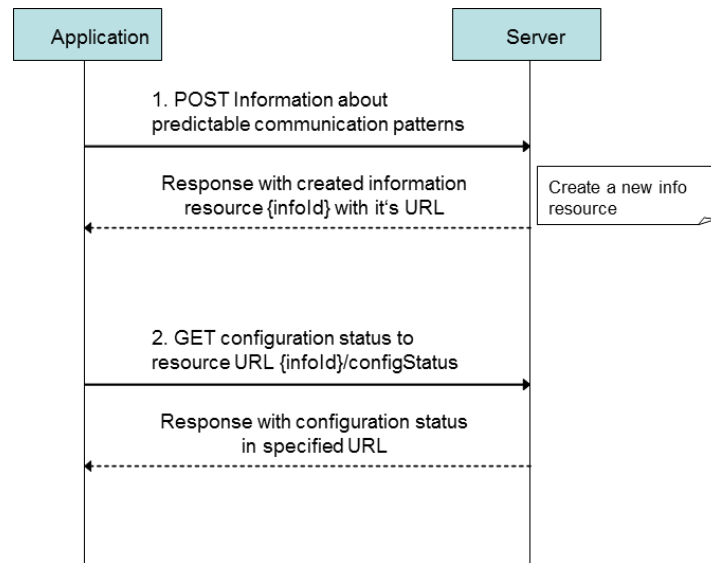 Application
Server
1. POST Information about
predictable communication patterns
Response with created information
resource {infoId} with it‘s URL
Create a new info
resource
2. GET configuration status to
resource URL {infoId}/configStatus
Response with configuration status
in specified URL